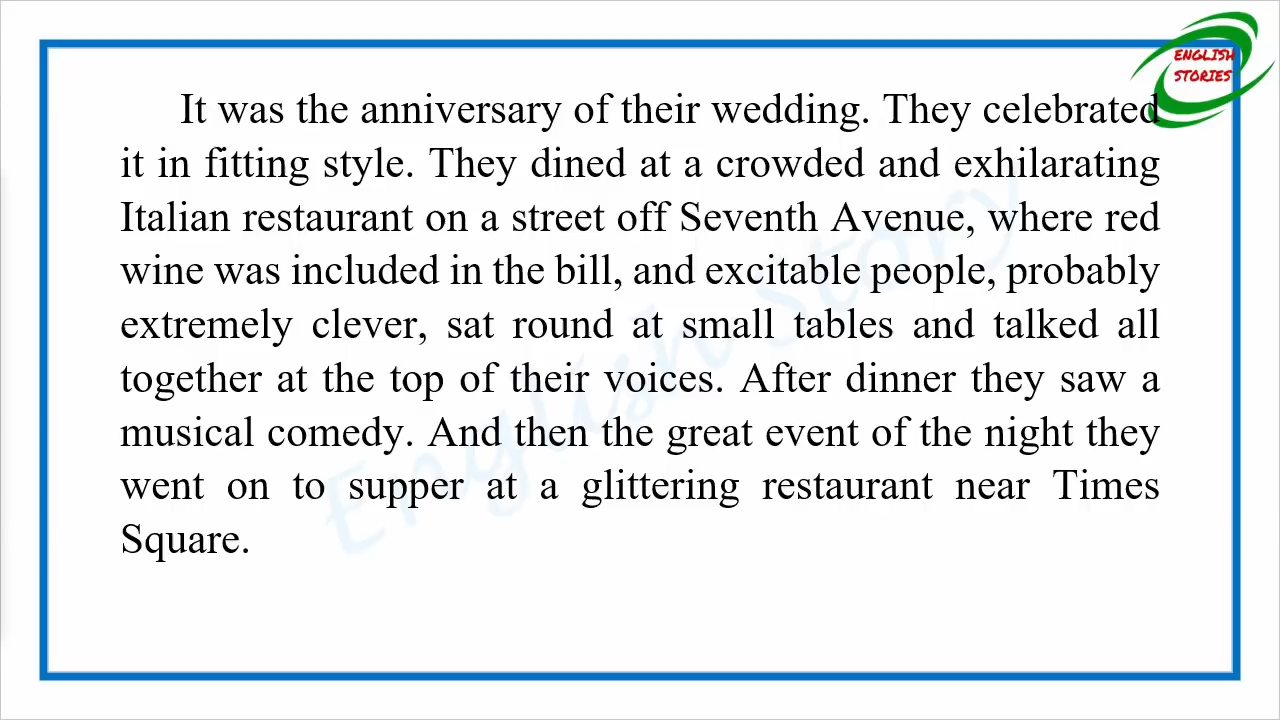 ENGLISH
STORIES
It was the anniversary of their wedding. They celebrated
it in fitting style. They dined at a crowded and exhilarating
Italian restaurant on a street off Seventh Avenue, where red
wine was included in the bill, and excitable people, probably
extremely clever, sat round at small tables and talked all
together at the top of their voices. After dinner they saw a
musical comedy. And then the great event of the night they
went on to supper at a glittering restaurant near Times
Square.
English Story